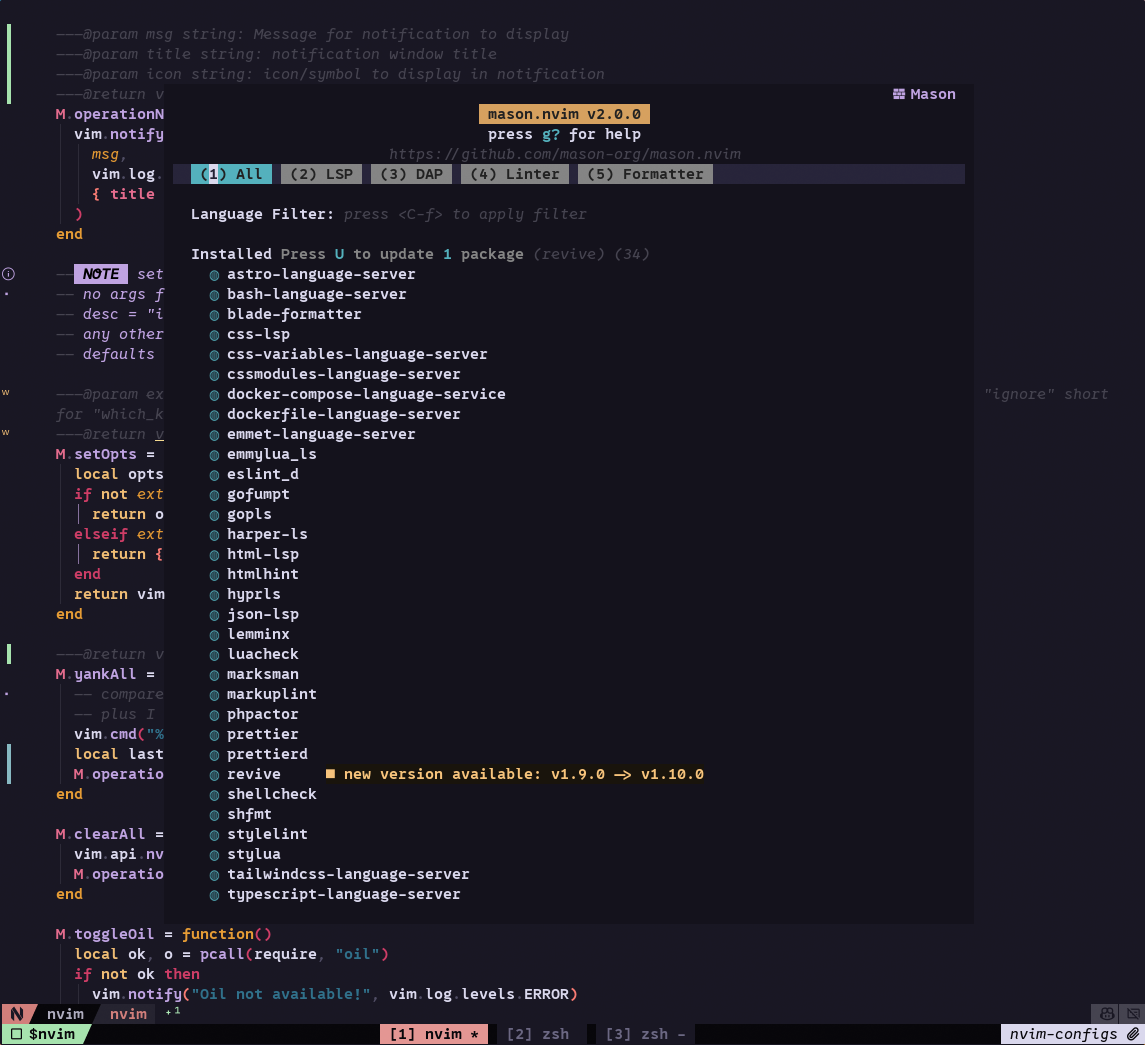 ———@param msg string: Message for notification to display
———@param title string: notification window title
———@param icon string: icon/symbol to display in notification
———@return v
Mason
M.operationN
mason.nvim v2.0.0
vim.notify
press g? for help
msg,
https://github.com/mason-org/mason.nvim
vim.log.
(1) All (2) LSP (3) DAP (4) Linter (5) Formatter
{ title
)
Language Filter: press <C-f> to apply filter
end
Installed Press U to update 1 package (revive) (34)
—— NOTE set
astro-language-server
—— no args f
bash-language-server
—— desc = "i
blade-formatter
—— any other
css-lsp
—— defaults
css-variables-language-server
cssmodules-language-server
w ———@param ex
docker-compose-language-service
"ignore" short
for "which_k
dockerfile-language-server
w ———@return v
emmet-language-server
M.setOpts =
emmylua_ls
local opts
eslint_d
if not ext
gofumpt
return o
gopls
elseif ext
harper-ls
return {
html-lsp
end
htmlhint
return vim
hyprls
end
json-lsp
lemminx
———@return v
luacheck
M.yankAll =
marksman
—— compare
markuplint
—— plus I
phpactor
vim.cmd("%
prettier
local last
prettierd
M.operatio
revive ■ new version available: v1.9.0 —> v1.10.0
end
shellcheck
shfmt
M.clearAll =
stylelint
vim.api.nv
stylua
M.operatio
tailwindcss-language-server
end
typescript-language-server
M.toggleOil = function()
local ok, o = pcall(require, "oil")
if not ok then
vim.notify("Oil not available!", vim.log.levels.ERROR)
nvim nvim +1
$nvim [1] nvim * [2] zsh [3] zsh - nvim-configs